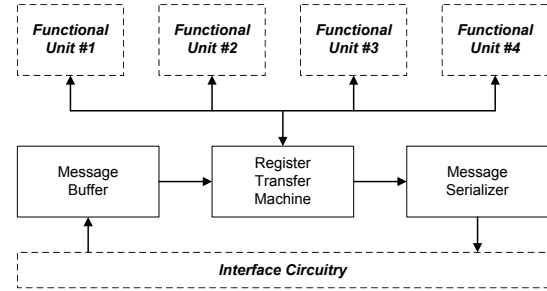 Functional
Unit #1
Functional
Unit #2
Functional
Unit #3
Functional
Unit #4
Message
Buffer
Register
Transfer
Machine
Message
Serializer
Interface Circuitry